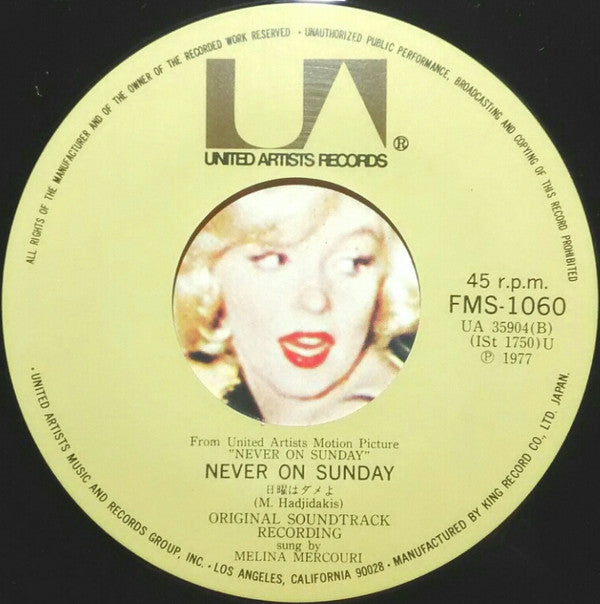 ALL RIGHTS OF THE MANUFACTURER AND OF THE OWNER OF THE RECORDED WORK RESERVED • UNAUTHORIZED PUBLIC PERFORMANCE, BROADCASTING AND COPYING OF THIS RECORD PROHIBITED
UA
UNITED ARTISTS RECORDS ®
45 r.p.m.
FMS-1060
UA 35904(B)
(ISt 1750)U
Ⓟ 1977
From United Artists Motion Picture
"NEVER ON SUNDAY"
NEVER ON SUNDAY
日曜はダメよ
(M. Hadjidakis)
ORIGINAL SOUNDTRACK
RECORDING
sung by
MELINA MERCOURI
• UNITED ARTISTS MUSIC AND RECORDS GROUP, INC. • LOS ANGELES, CALIFORNIA 90028 • MANUFACTURED BY KING RECORD CO., LTD. JAPAN.